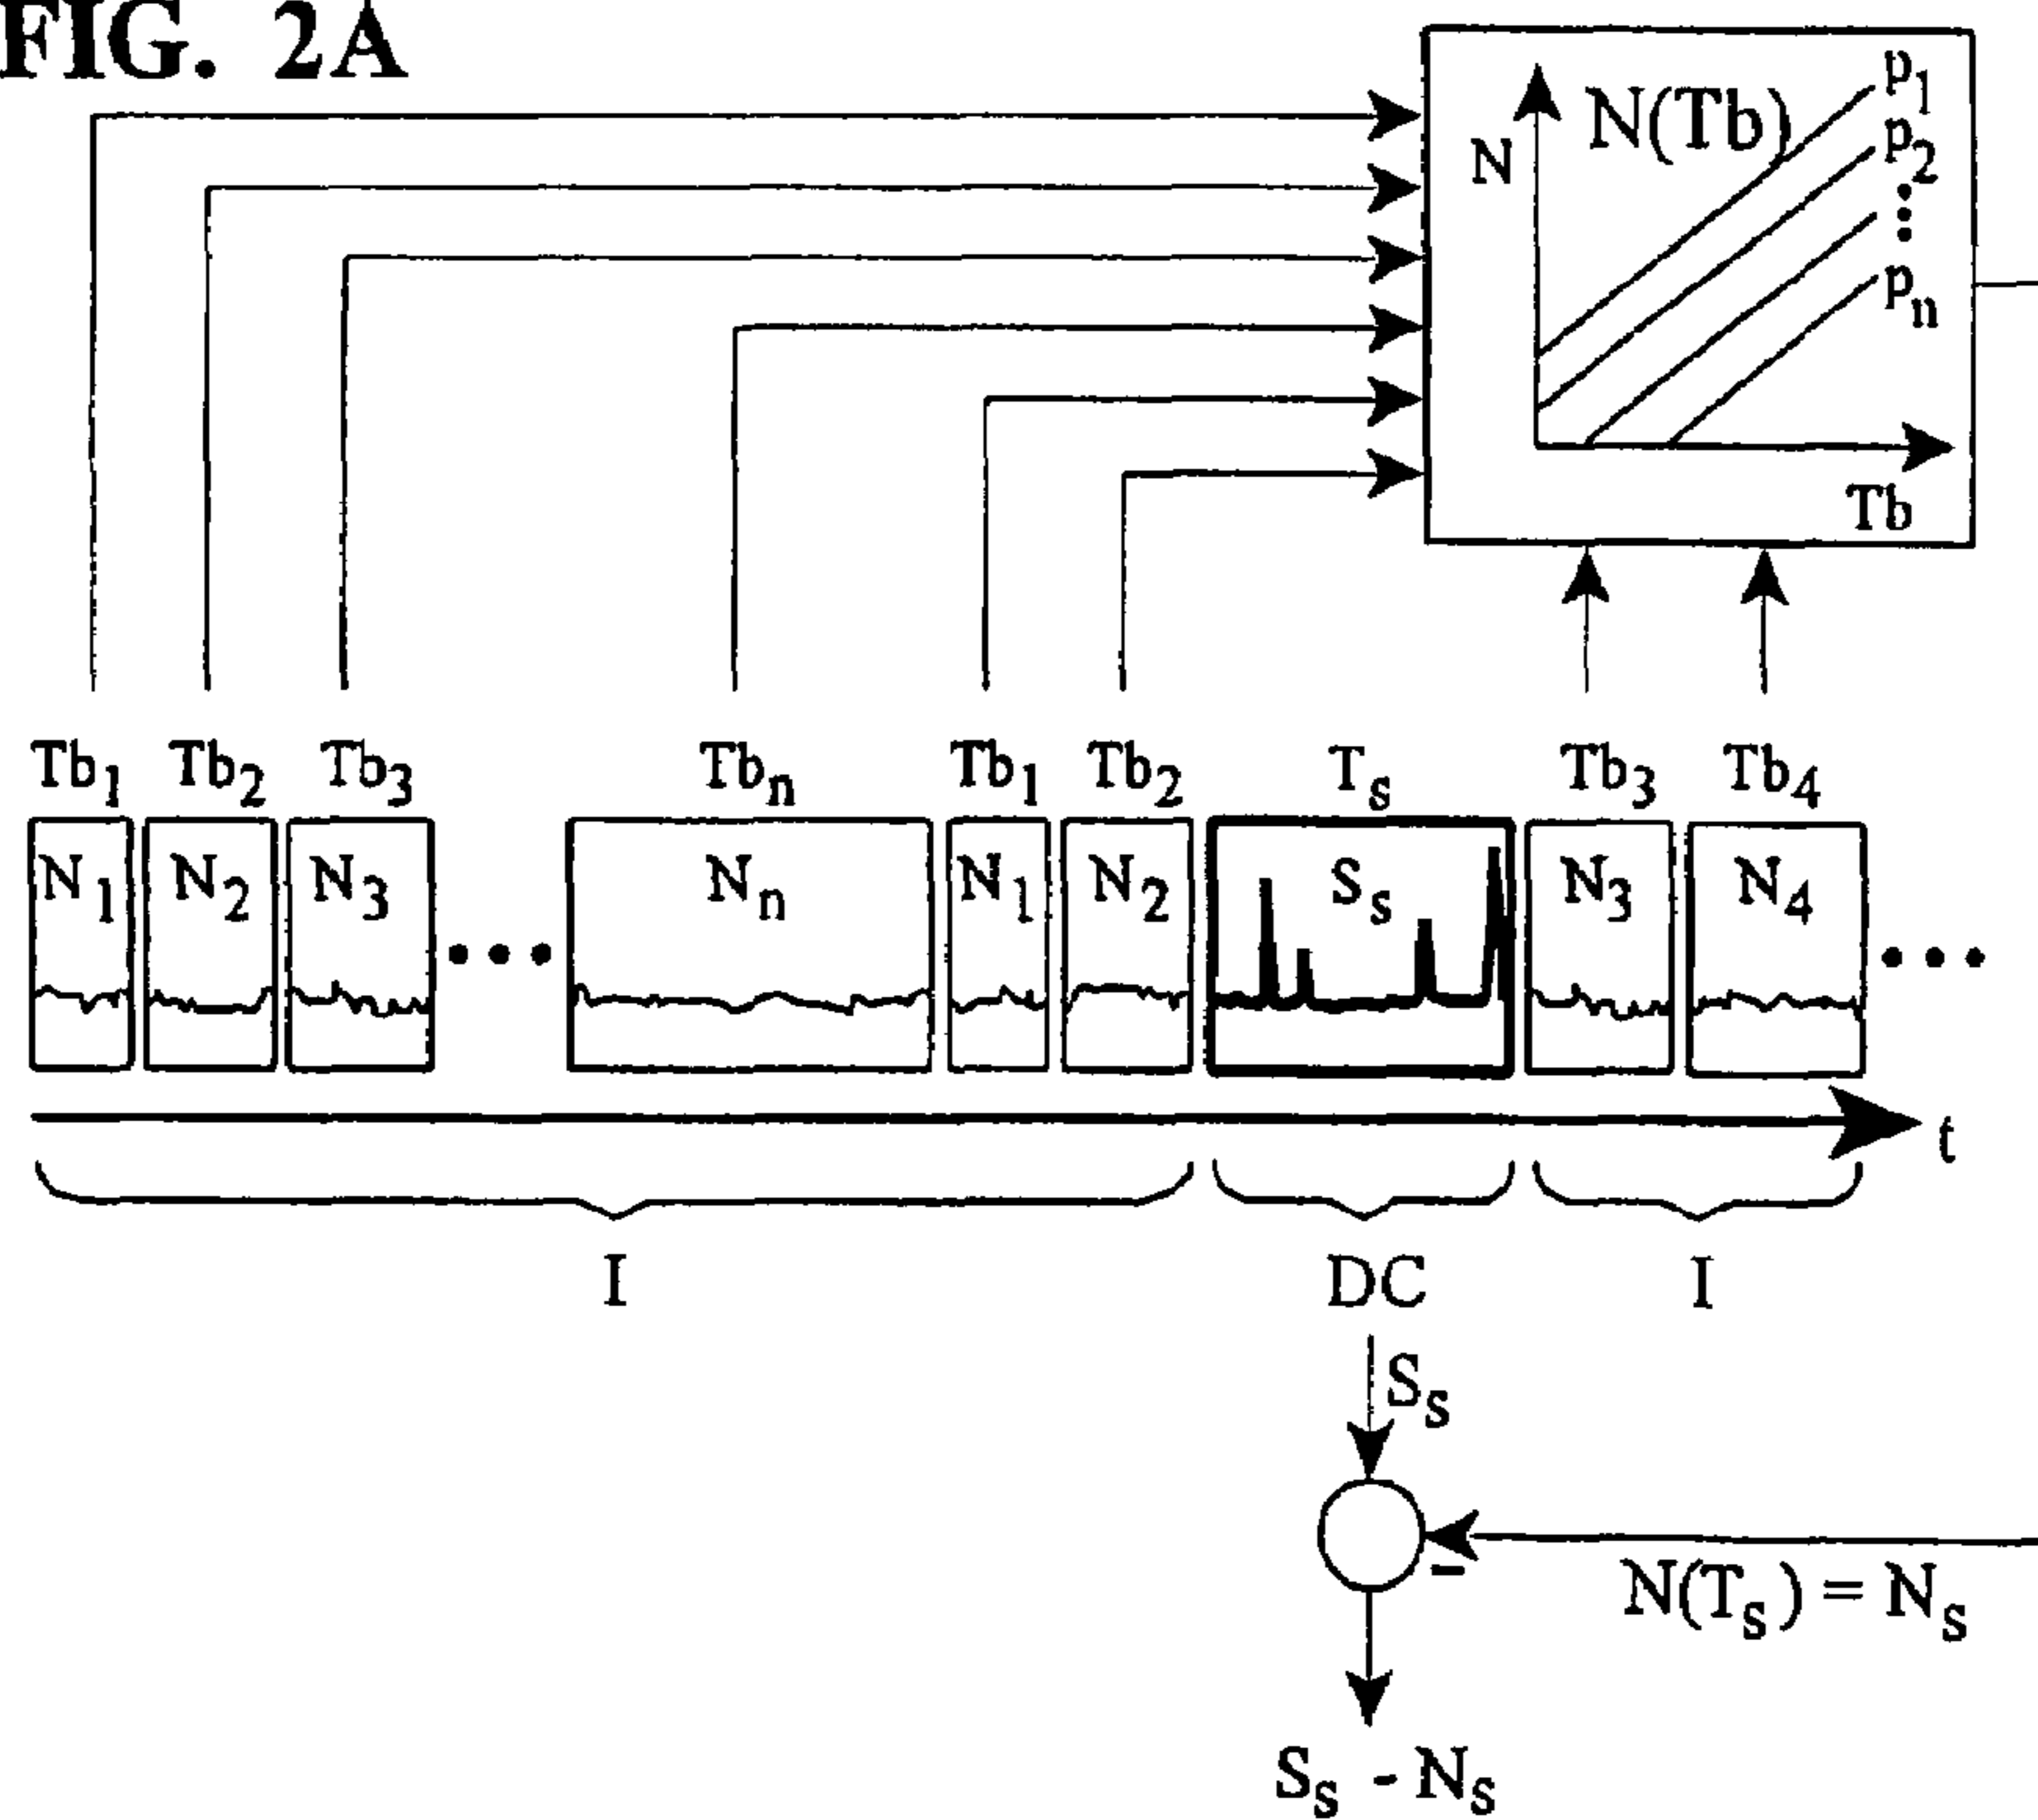 FIG. 2A
N
N(Tb)
p1
p2
pn
Tb
Tb1 Tb2 Tb3 Tbn Tb1 Tb2 Ts Tb3 Tb4
N1 N2 N3 Nn N1 N2 Ss N3 N4
t
I DC I
Ss
-
N(Ts) = Ns
Ss - Ns